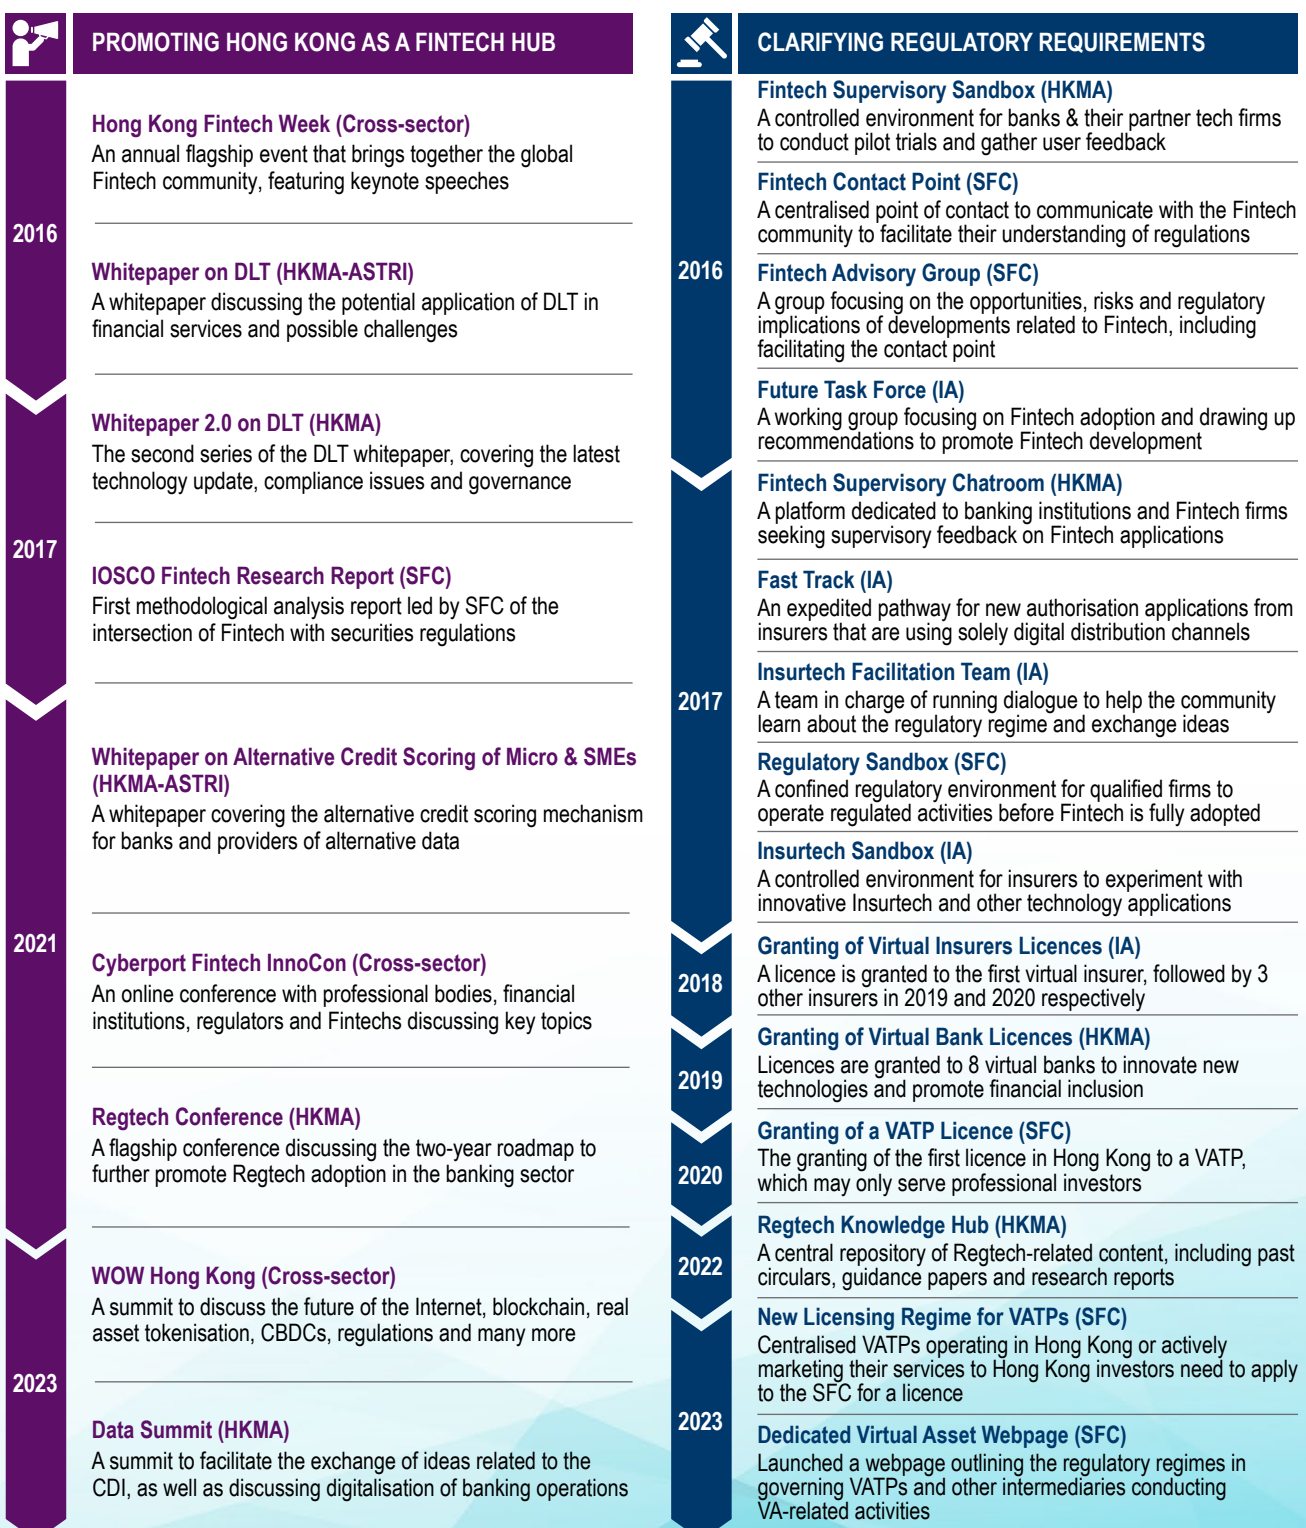 PROMOTING HONG KONG AS A FINTECH HUB
2016
Hong Kong Fintech Week (Cross-sector)
An annual flagship event that brings together the global
Fintech community, featuring keynote speeches
Whitepaper on DLT (HKMA-ASTRI)
A whitepaper discussing the potential application of DLT in
financial services and possible challenges
2017
Whitepaper 2.0 on DLT (HKMA)
The second series of the DLT whitepaper, covering the latest
technology update, compliance issues and governance
IOSCO Fintech Research Report (SFC)
First methodological analysis report led by SFC of the
intersection of Fintech with securities regulations
2021
Whitepaper on Alternative Credit Scoring of Micro & SMEs
(HKMA-ASTRI)
A whitepaper covering the alternative credit scoring mechanism
for banks and providers of alternative data
Cyberport Fintech InnoCon (Cross-sector)
An online conference with professional bodies, financial
institutions, regulators and Fintechs discussing key topics
Regtech Conference (HKMA)
A flagship conference discussing the two-year roadmap to
further promote Regtech adoption in the banking sector
2023
WOW Hong Kong (Cross-sector)
A summit to discuss the future of the Internet, blockchain, real
asset tokenisation, CBDCs, regulations and many more
Data Summit (HKMA)
A summit to facilitate the exchange of ideas related to the
CDI, as well as discussing digitalisation of banking operations
CLARIFYING REGULATORY REQUIREMENTS
2016
Fintech Supervisory Sandbox (HKMA)
A controlled environment for banks & their partner tech firms
to conduct pilot trials and gather user feedback
Fintech Contact Point (SFC)
A centralised point of contact to communicate with the Fintech
community to facilitate their understanding of regulations
Fintech Advisory Group (SFC)
A group focusing on the opportunities, risks and regulatory
implications of developments related to Fintech, including
facilitating the contact point
Future Task Force (IA)
A working group focusing on Fintech adoption and drawing up
recommendations to promote Fintech development
2017
Fintech Supervisory Chatroom (HKMA)
A platform dedicated to banking institutions and Fintech firms
seeking supervisory feedback on Fintech applications
Fast Track (IA)
An expedited pathway for new authorisation applications from
insurers that are using solely digital distribution channels
Insurtech Facilitation Team (IA)
A team in charge of running dialogue to help the community
learn about the regulatory regime and exchange ideas
Regulatory Sandbox (SFC)
A confined regulatory environment for qualified firms to
operate regulated activities before Fintech is fully adopted
Insurtech Sandbox (IA)
A controlled environment for insurers to experiment with
innovative Insurtech and other technology applications
2018
Granting of Virtual Insurers Licences (IA)
A licence is granted to the first virtual insurer, followed by 3
other insurers in 2019 and 2020 respectively
2019
Granting of Virtual Bank Licences (HKMA)
Licences are granted to 8 virtual banks to innovate new
technologies and promote financial inclusion
2020
Granting of a VATP Licence (SFC)
The granting of the first licence in Hong Kong to a VATP,
which may only serve professional investors
2022
Regtech Knowledge Hub (HKMA)
A central repository of Regtech-related content, including past
circulars, guidance papers and research reports
2023
New Licensing Regime for VATPs (SFC)
Centralised VATPs operating in Hong Kong or actively
marketing their services to Hong Kong investors need to apply
to the SFC for a licence
Dedicated Virtual Asset Webpage (SFC)
Launched a webpage outlining the regulatory regimes in
governing VATPs and other intermediaries conducting
VA-related activities